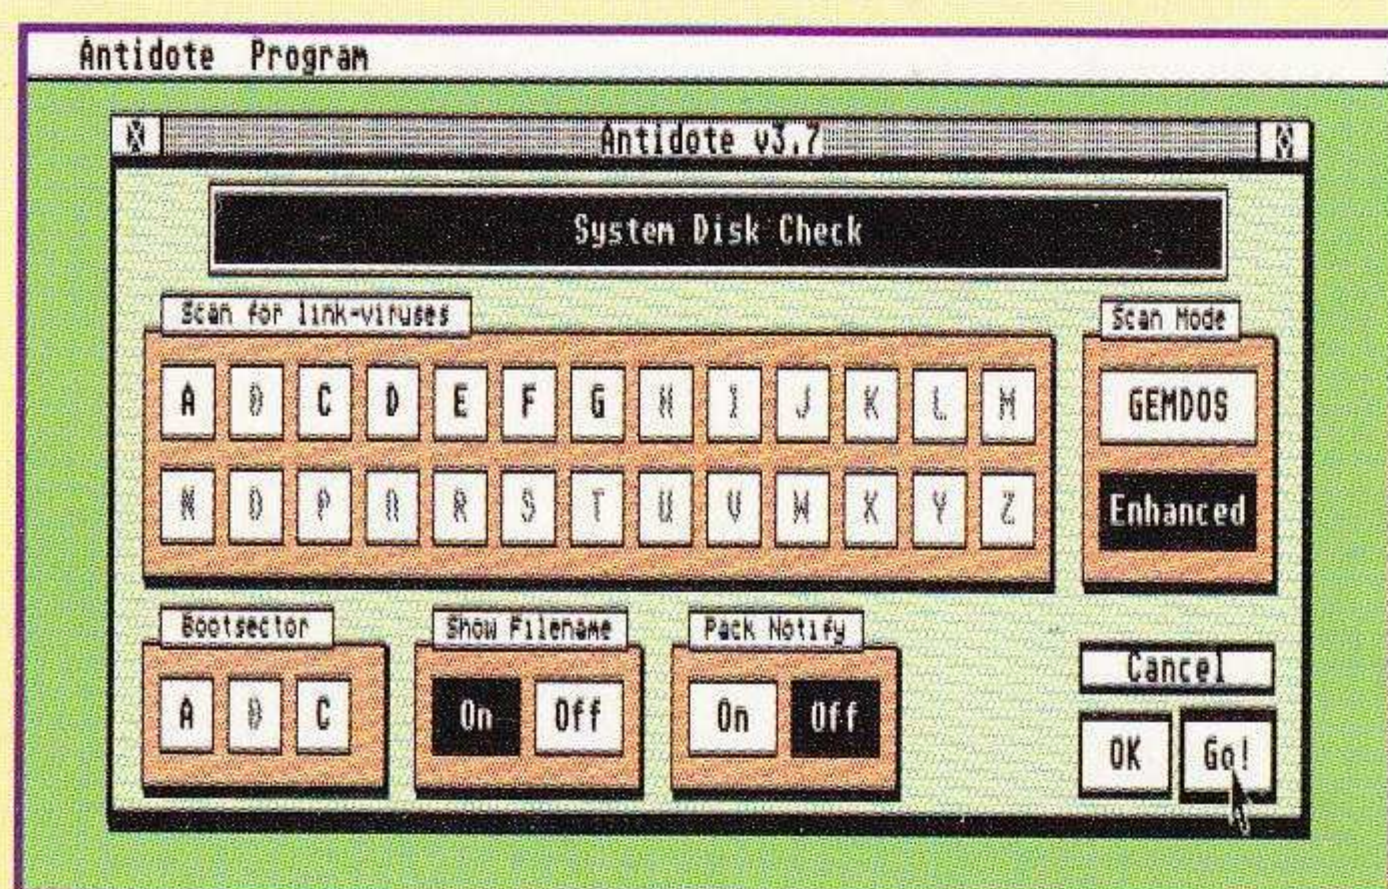 Antidote Program
Antidote v3.7
System Disk Check
Scan for link-viruses
Scan Mode
A B C D E F G H I J K L M
GEMDOS
N O P Q R S T U V W X Y Z
Enhanced
Bootsector
Show Filename
Pack Notify
A B C
On Off
On Off
Cancel
OK Go!